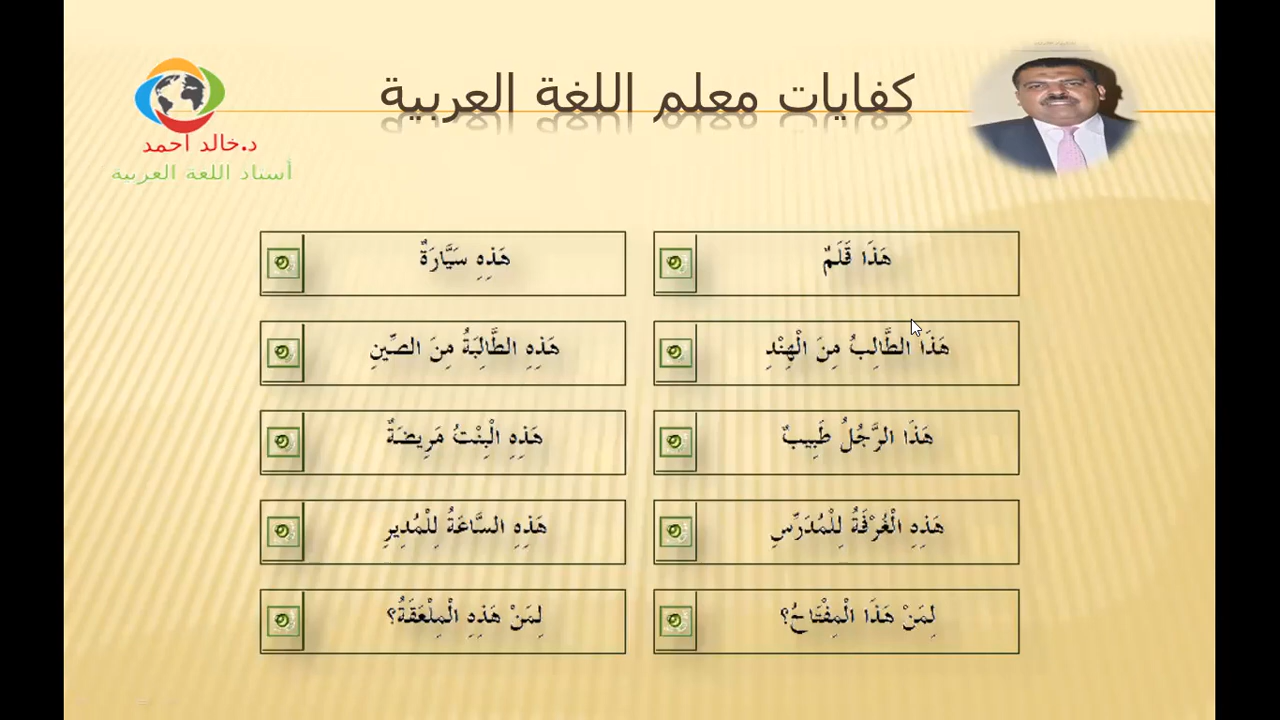 كفايات معلم اللغة العربية
د.خالد احمد
أستاذ اللغة العربية
هَذَا قَلَمٌ
هَذِهِ سَيَّارَةٌ
هَذَا الطَّالِبُ مِنَ الْهِنْدِ
هَذِهِ الطَّالِبَةُ مِنَ الصِّينِ
هَذَا الرَّجُلُ طَبِيبٌ
هَذِهِ الْبِنْتُ مَرِيضَةٌ
هَذِهِ الْغُرْفَةُ لِلْمُدَرِّسِ
هَذِهِ السَّاعَةُ لِلْمُدِيرِ
لِمَنْ هَذَا الْمِفْتَاحُ؟
لِمَنْ هَذِهِ الْمِلْعَقَةُ؟